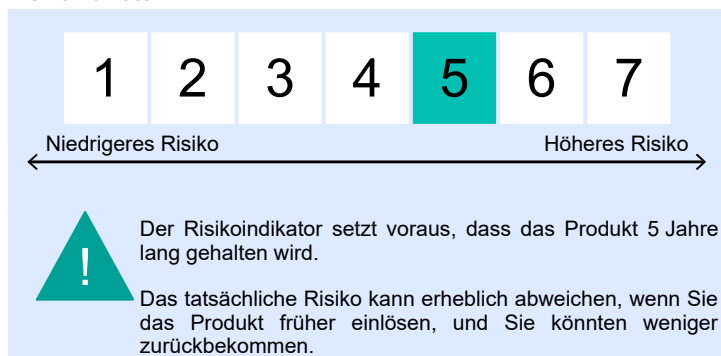 1 2 3 4 5 6 7
Niedrigeres Risiko Höheres Risiko
!
Der Risikoindikator setzt voraus, dass das Produkt 5 Jahre
lang gehalten wird.
Das tatsächliche Risiko kann erheblich abweichen, wenn Sie
das Produkt früher einlösen, und Sie könnten weniger
zurückbekommen.